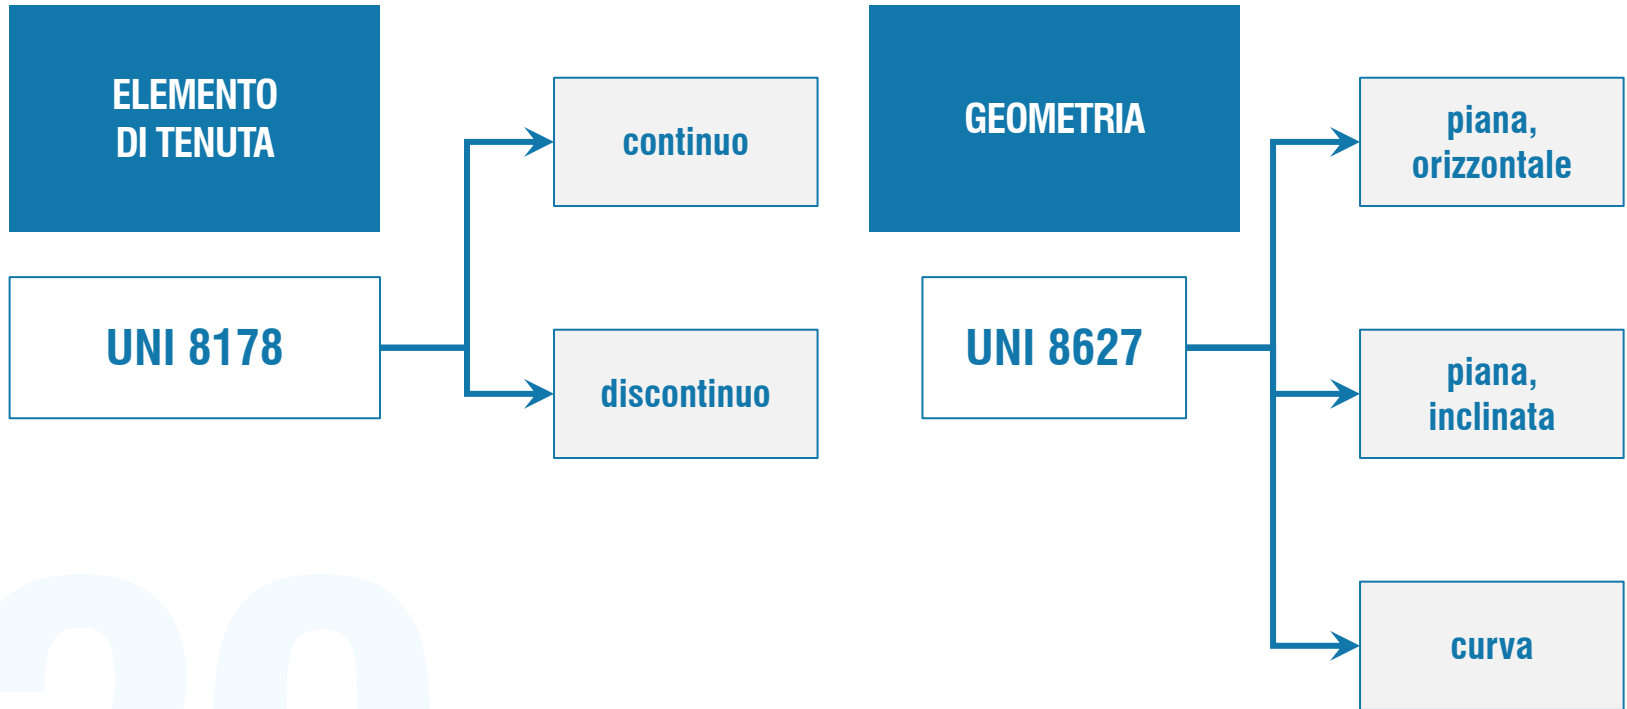 ELEMENTO
DI TENUTA
UNI 8178
continuo
discontinuo
GEOMETRIA
UNI 8627
piana,
orizzontale
piana,
inclinata
curva